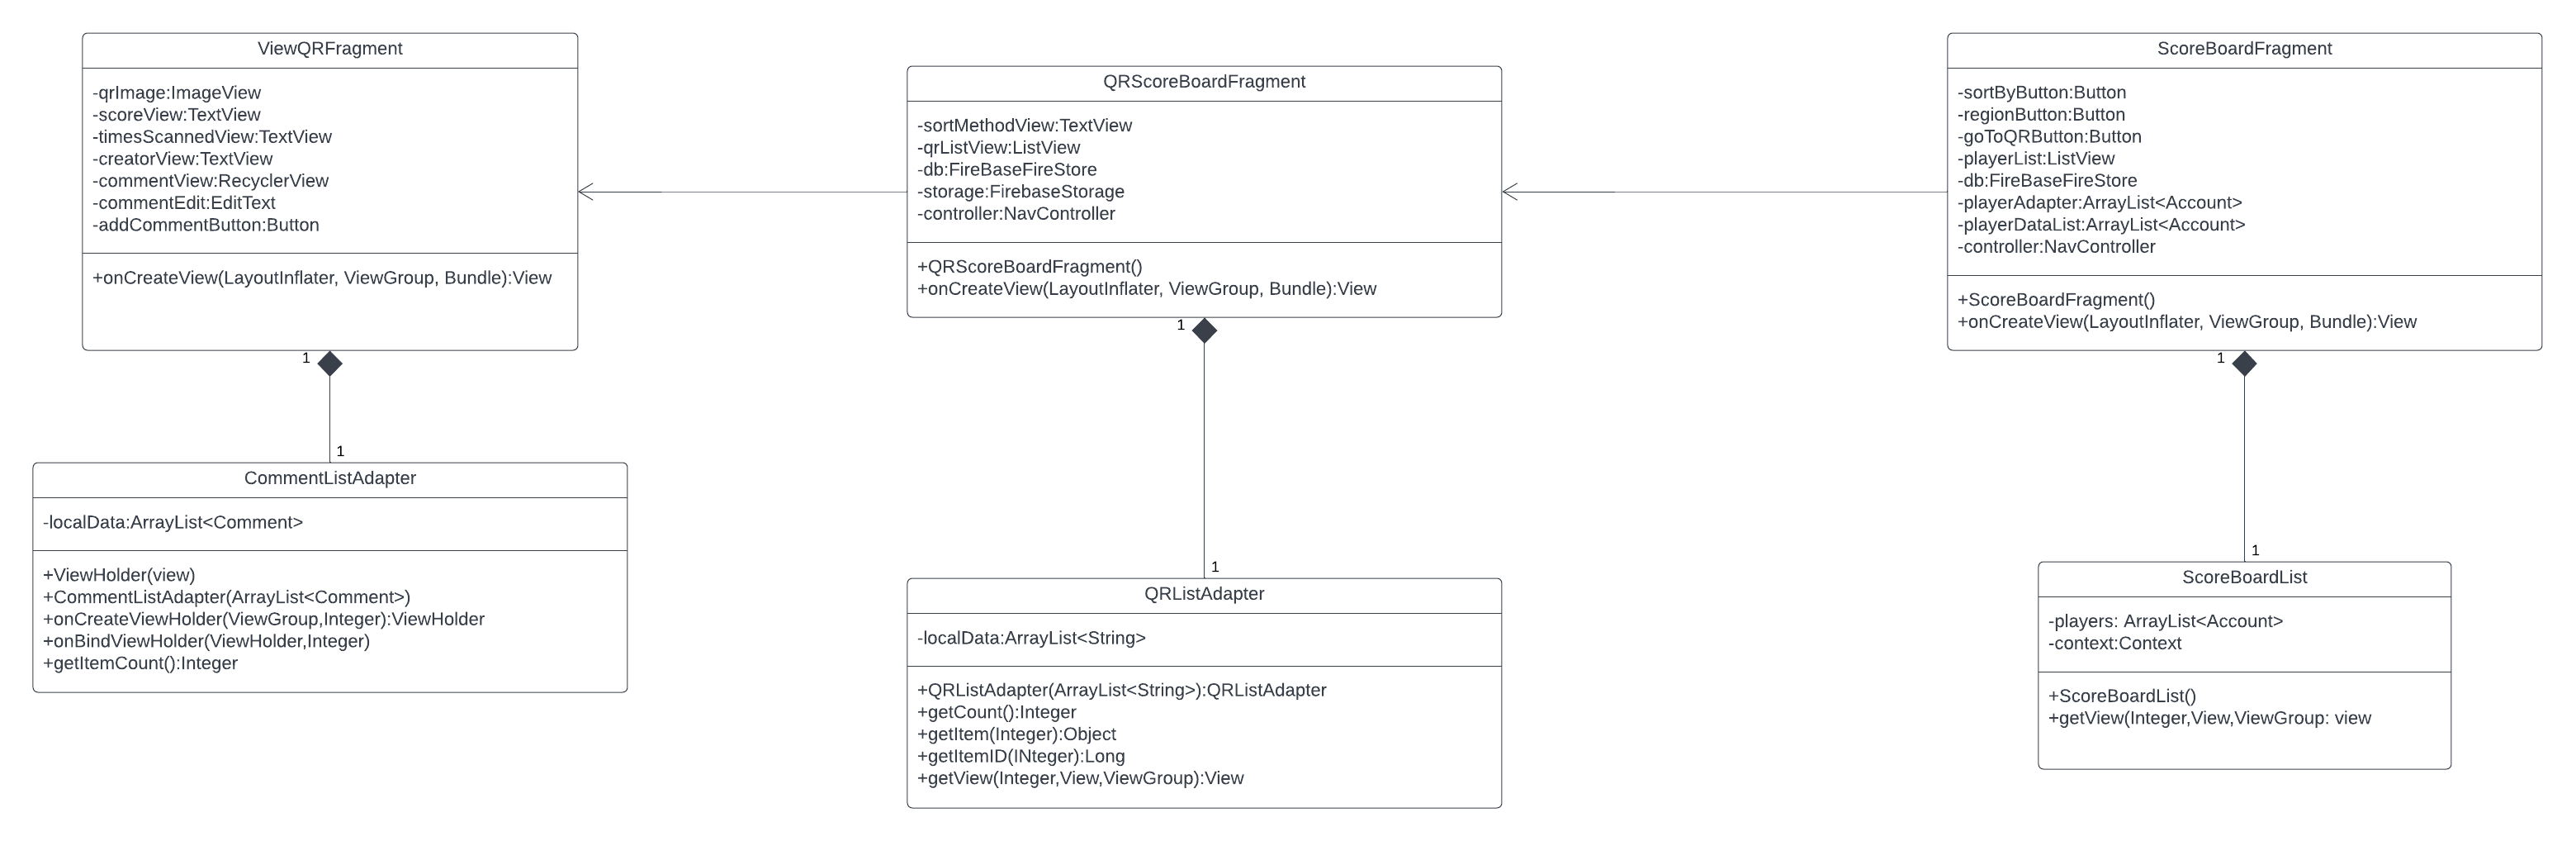 ViewQRFragment
-qrImage:ImageView
-scoreView:TextView
-timesScannedView:TextView
-creatorView:TextView
-commentView:RecyclerView
-commentEdit:EditText
-addCommentButton:Button
+onCreateView(LayoutInflater, ViewGroup, Bundle):View
1
1
CommentListAdapter
-localData:ArrayList<Comment>
+ViewHolder(view)
+CommentListAdapter(ArrayList<Comment>)
+onCreateViewHolder(ViewGroup,Integer):ViewHolder
+onBindViewHolder(ViewHolder,Integer)
+getItemCount():Integer
QRScoreBoardFragment
-sortMethodView:TextView
-qrListView:ListView
-db:FireBaseFireStore
-storage:FirebaseStorage
-controller:NavController
+QRScoreBoardFragment()
+onCreateView(LayoutInflater, ViewGroup, Bundle):View
1
1
QRListAdapter
-localData:ArrayList<String>
+QRListAdapter(ArrayList<String>):QRListAdapter
+getCount():Integer
+getItem(Integer):Object
+getItemID(INteger):Long
+getView(Integer,View,ViewGroup):View
ScoreBoardFragment
-sortByButton:Button
-regionButton:Button
-goToQRButton:Button
-playerList:ListView
-db:FireBaseFireStore
-playerAdapter:ArrayList<Account>
-playerDataList:ArrayList<Account>
-controller:NavController
+ScoreBoardFragment()
+onCreateView(LayoutInflater, ViewGroup, Bundle):View
1
1
ScoreBoardList
-players: ArrayList<Account>
-context:Context
+ScoreBoardList()
+getView(Integer,View,ViewGroup: view